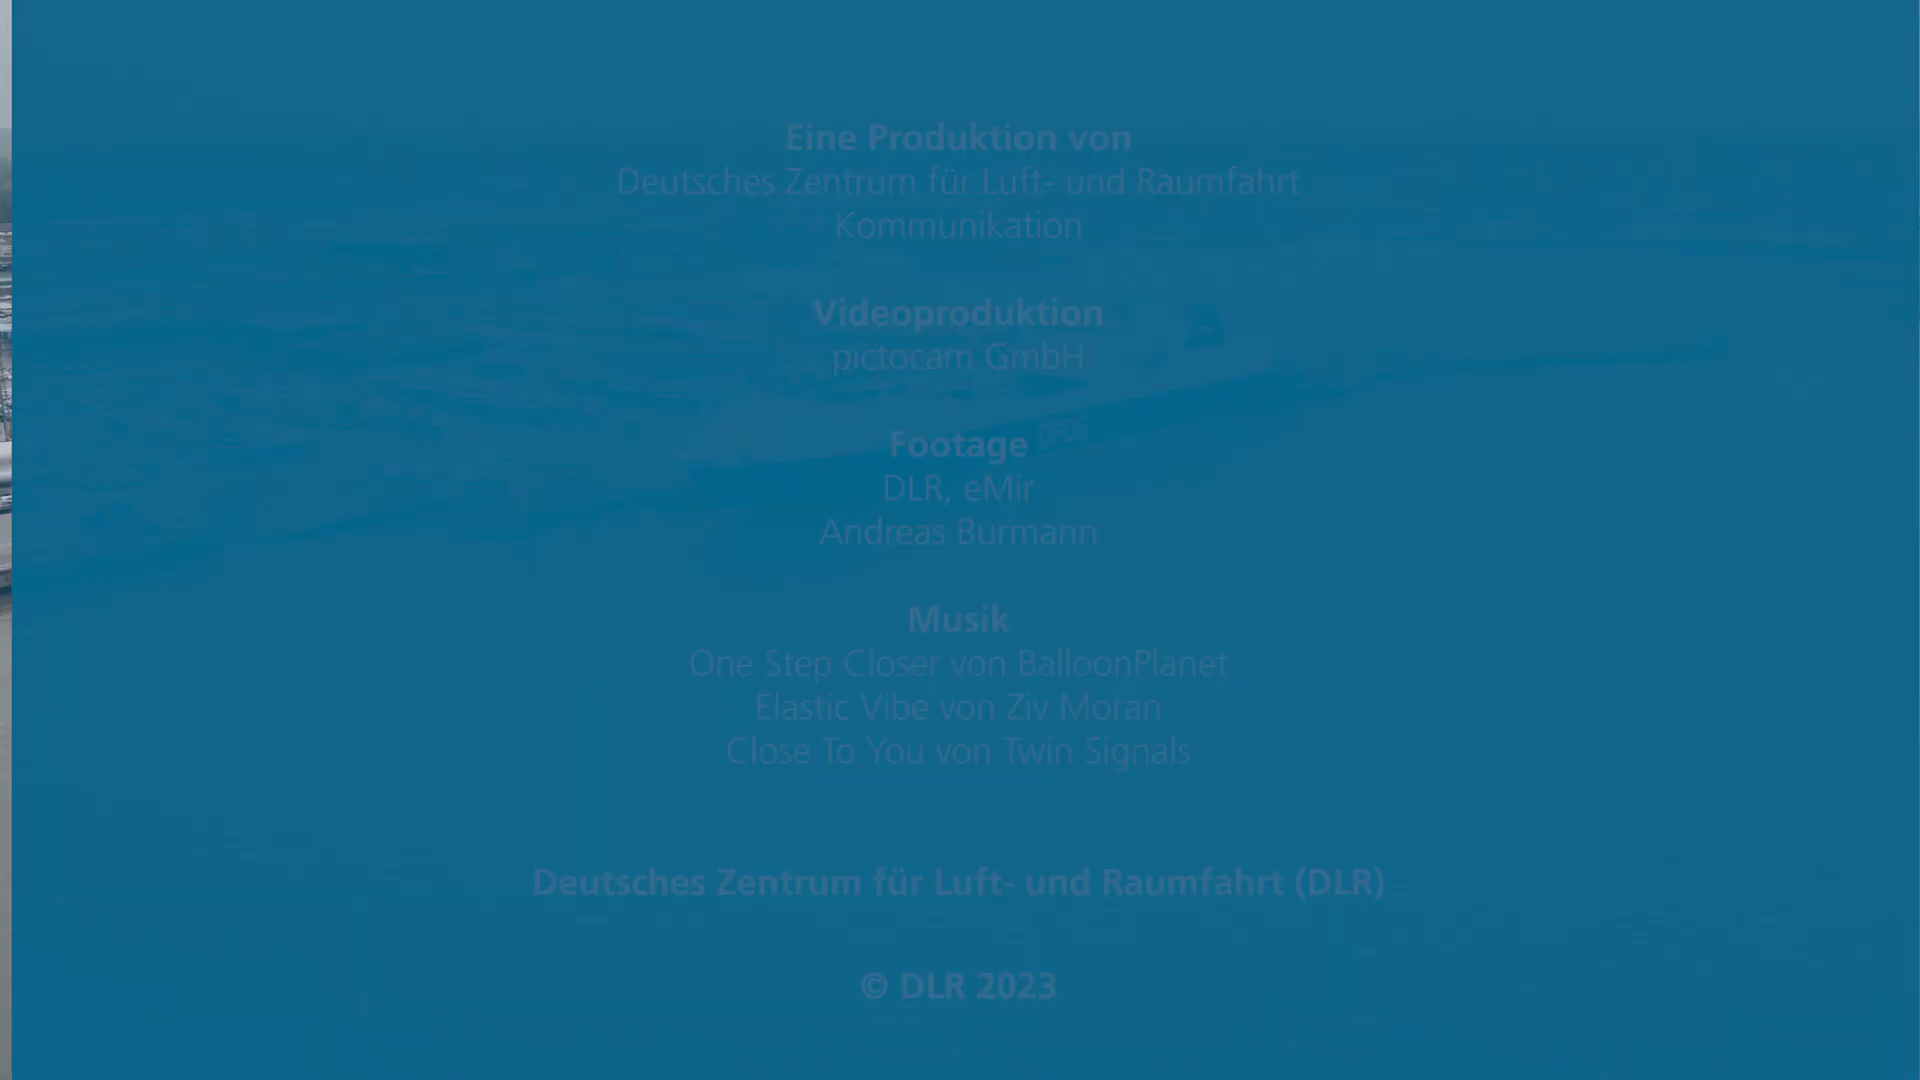 Eine Produktion von
Deutsches Zentrum für Luft- und Raumfahrt
Kommunikation
Videoproduktion
pictocam GmbH
Footage
DLR, eMir
Andreas Burmann
Musik
One Step Closer von BalloonPlanet
Elastic Vibe von Ziv Moran
Close To You von Twin Signals
Deutsches Zentrum für Luft- und Raumfahrt (DLR)
© DLR 2023